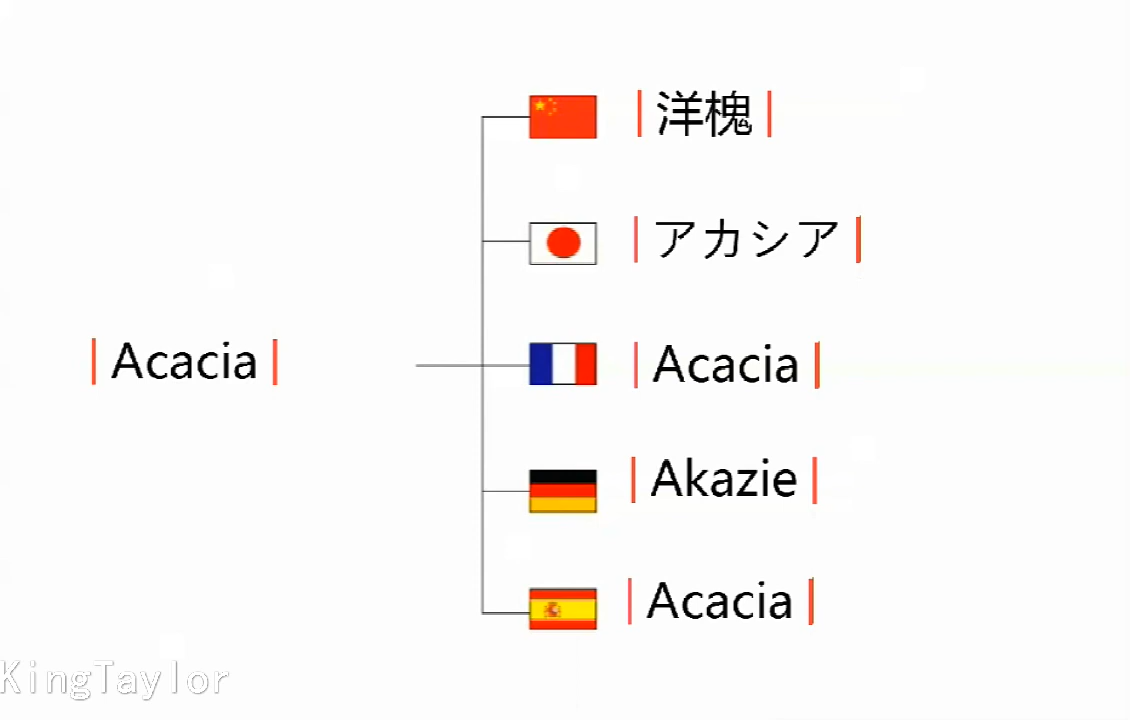 | 洋槐 |
| アカシア |
| Acacia |
| Acacia |
| Akazie |
| Acacia |
KingTaylor